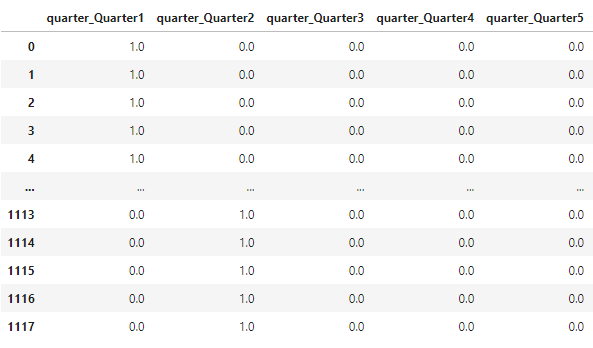 quarter_Quarter1 quarter_Quarter2 quarter_Quarter3 quarter_Quarter4 quarter_Quarter5
0 1.0 0.0 0.0 0.0 0.0
1 1.0 0.0 0.0 0.0 0.0
2 1.0 0.0 0.0 0.0 0.0
3 1.0 0.0 0.0 0.0 0.0
4 1.0 0.0 0.0 0.0 0.0
... ... ... ... ... ...
1113 0.0 1.0 0.0 0.0 0.0
1114 0.0 1.0 0.0 0.0 0.0
1115 0.0 1.0 0.0 0.0 0.0
1116 0.0 1.0 0.0 0.0 0.0
1117 0.0 1.0 0.0 0.0 0.0